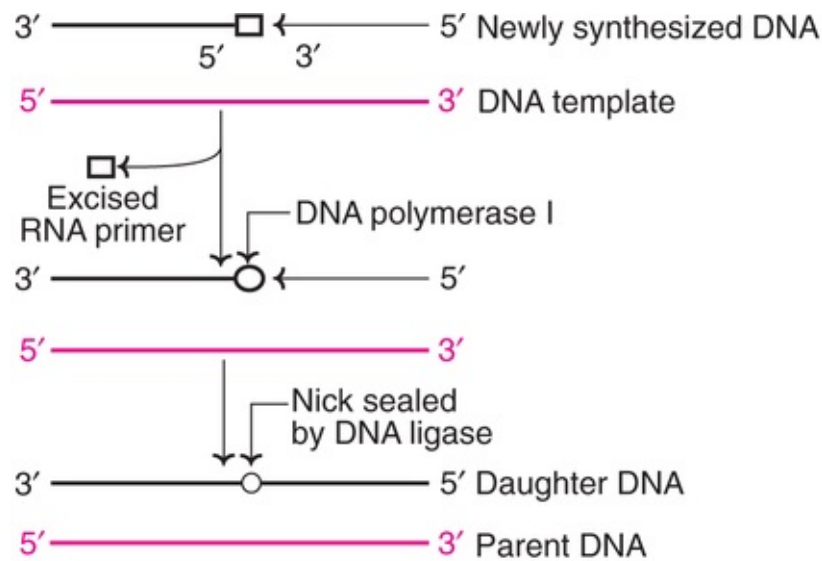 3′ 5′ Newly synthesized DNA
5′ 3′
5′ 3′ DNA template
Excised
RNA primer
DNA polymerase I
3′ 5′
5′ 3′
Nick sealed
by DNA ligase
3′ 5′ Daughter DNA
5′ 3′ Parent DNA